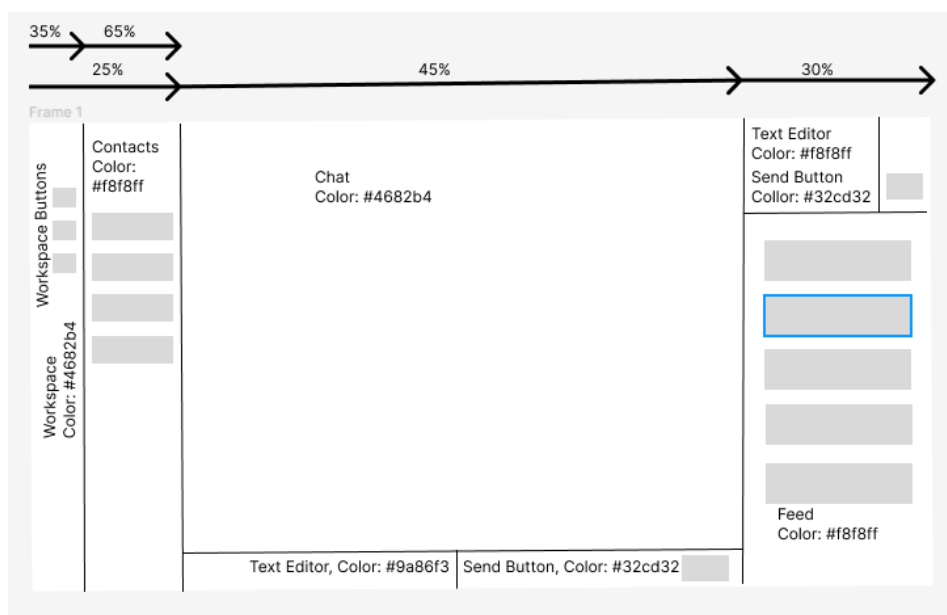 35%
65%
25%
45%
30%
Frame 1
Workspace Buttons
Workspace
Color: #4682b4
Contacts
Color:
#f8f8ff
Chat
Color: #4682b4
Text Editor
Color: #f8f8ff
Send Button
Collor: #32cd32
Feed
Color: #f8f8ff
Text Editor, Color: #9a86f3
Send Button, Color: #32cd32